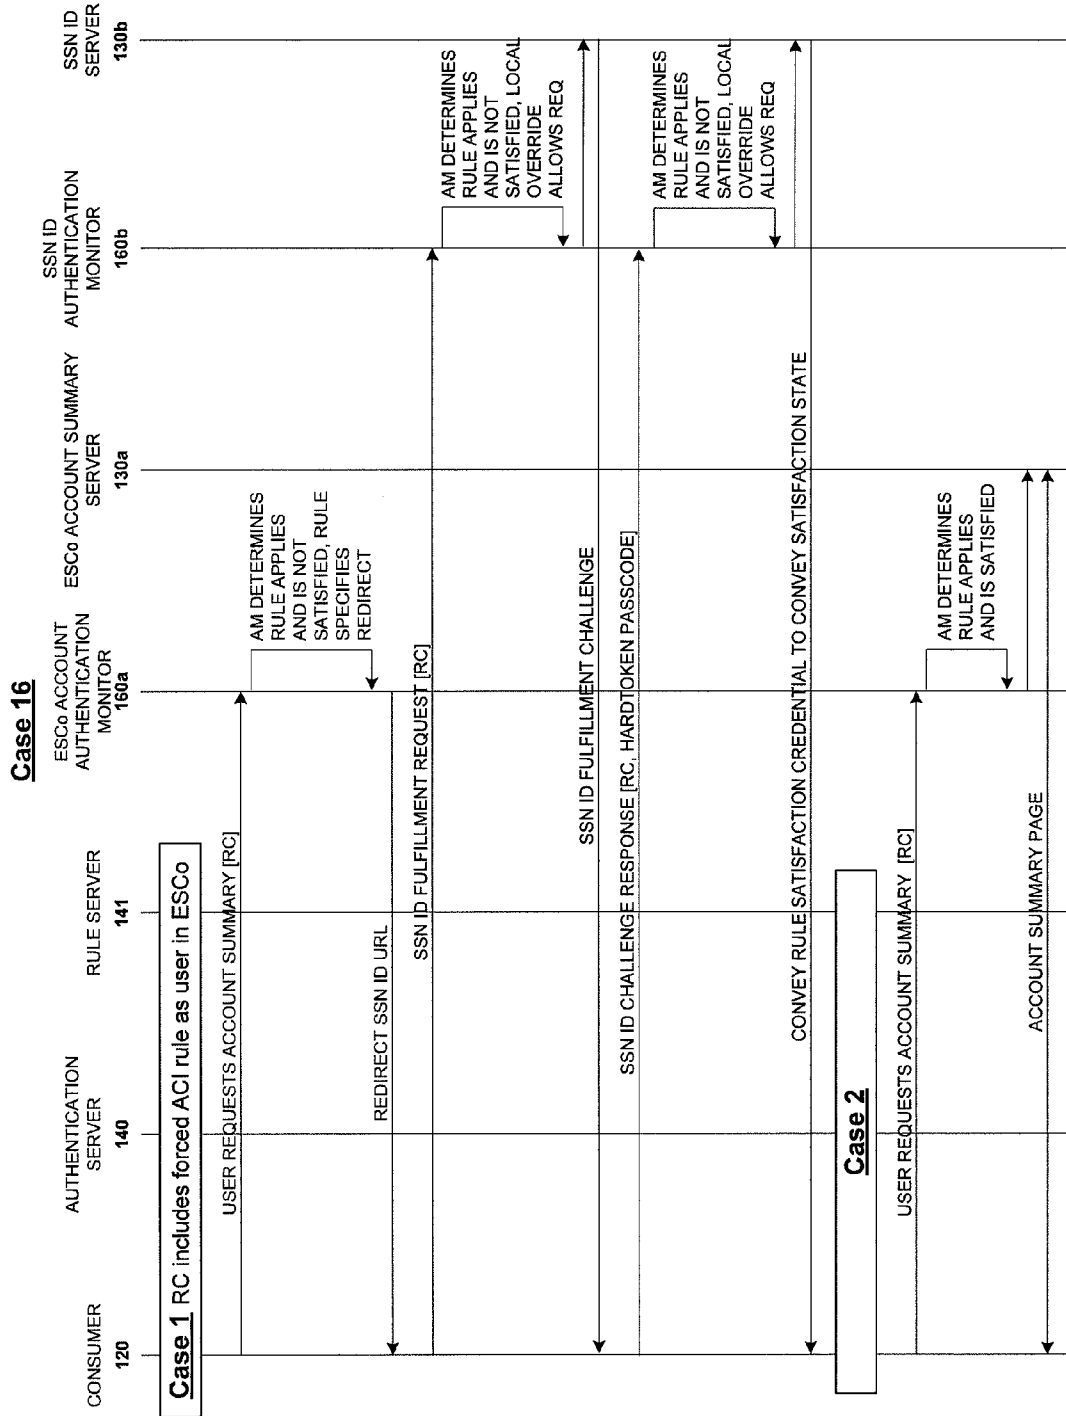 Case 16
CONSUMER
120
AUTHENTICATION
SERVER
140
RULE SERVER
141
ESCo ACCOUNT
AUTHENTICATION
MONITOR
160a
ESCo ACCOUNT SUMMARY
SERVER
130a
SSN ID
AUTHENTICATION
MONITOR
160b
SSN ID
SERVER
130b
Case 1 RC includes forced ACI rule as user in ESCo
USER REQUESTS ACCOUNT SUMMARY [RC]
AM DETERMINES
RULE APPLIES
AND IS NOT
SATISFIED, RULE
SPECIFIES
REDIRECT
REDIRECT SSN ID URL
SSN ID FULFILLMENT REQUEST [RC]
AM DETERMINES
RULE APPLIES
AND IS NOT
SATISFIED, LOCAL
OVERRIDE
ALLOWS REQ
SSN ID FULFILLMENT CHALLENGE
SSN ID CHALLENGE RESPONSE [RC, HARDTOKEN PASSCODE]
AM DETERMINES
RULE APPLIES
AND IS NOT
SATISFIED, LOCAL
OVERRIDE
ALLOWS REQ
CONVEY RULE SATISFACTION CREDENTIAL TO CONVEY SATISFACTION STATE
Case 2
USER REQUESTS ACCOUNT SUMMARY [RC]
AM DETERMINES
RULE APPLIES
AND IS SATISFIED
ACCOUNT SUMMARY PAGE